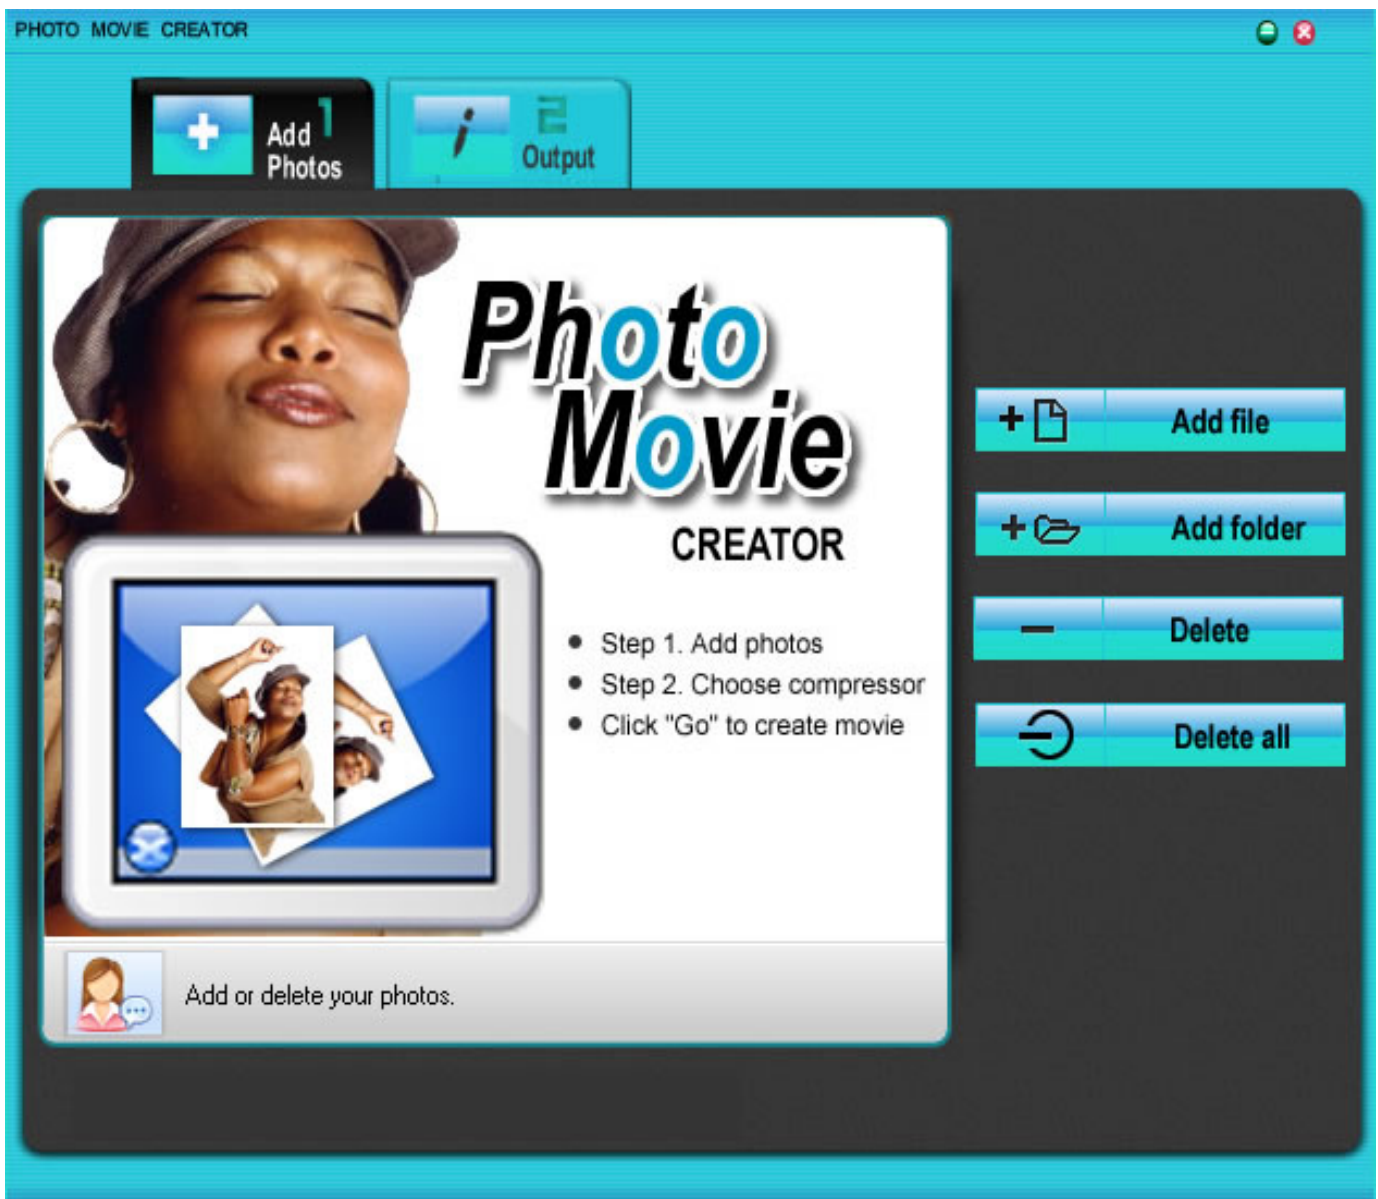 PHOTO MOVIE CREATOR
1
Add
Photos
2
Output
Photo
Movie
CREATOR
Step 1. Add photos
Step 2. Choose compressor
Click "Go" to create movie
Add file
Add folder
Delete
Delete all
Add or delete your photos.